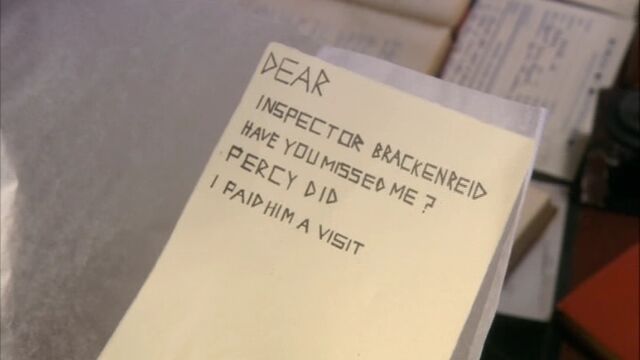 DEAR
INSPECTOR BRACKENREID
HAVE YOU MISSED ME?
PERCY DID
I PAID HIM A VISIT